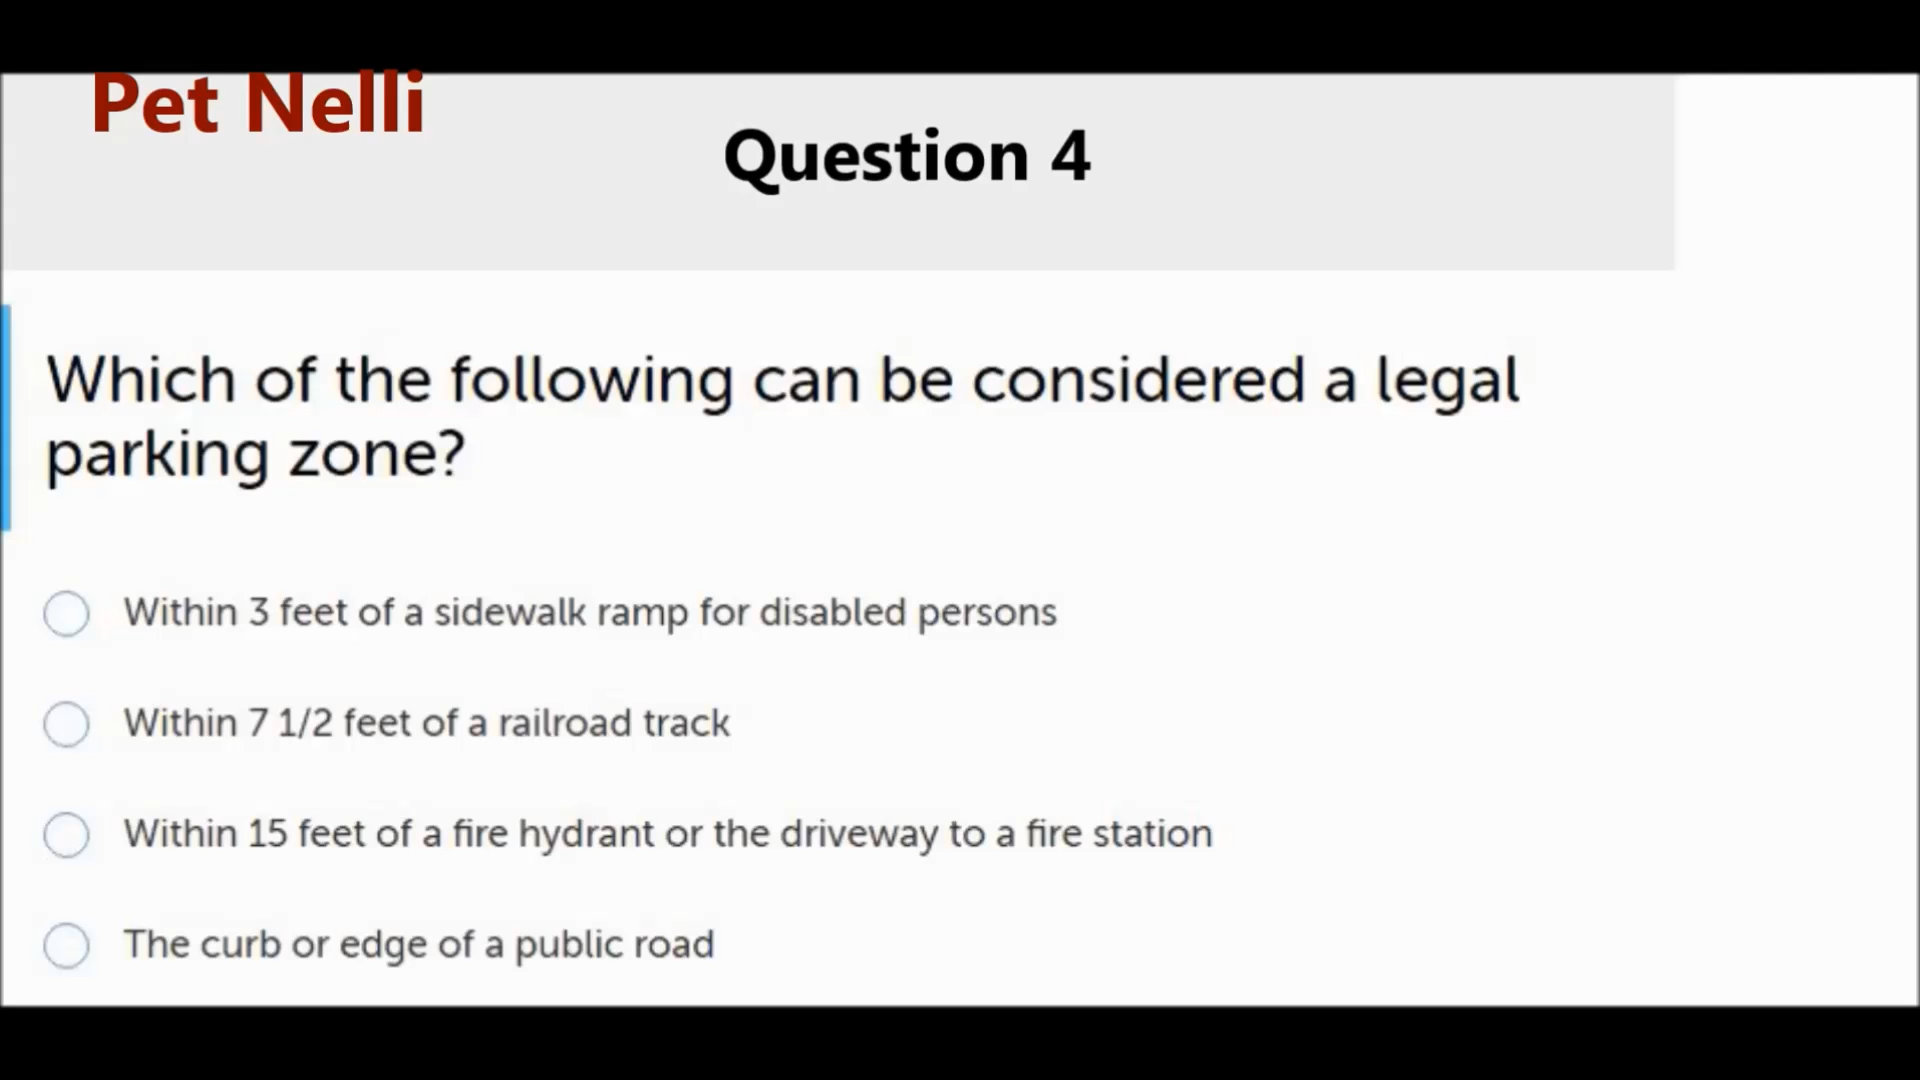 Pet Nelli
Question 4
Which of the following can be considered a legal
parking zone?
Within 3 feet of a sidewalk ramp for disabled persons
Within 7 1/2 feet of a railroad track
Within 15 feet of a fire hydrant or the driveway to a fire station
The curb or edge of a public road